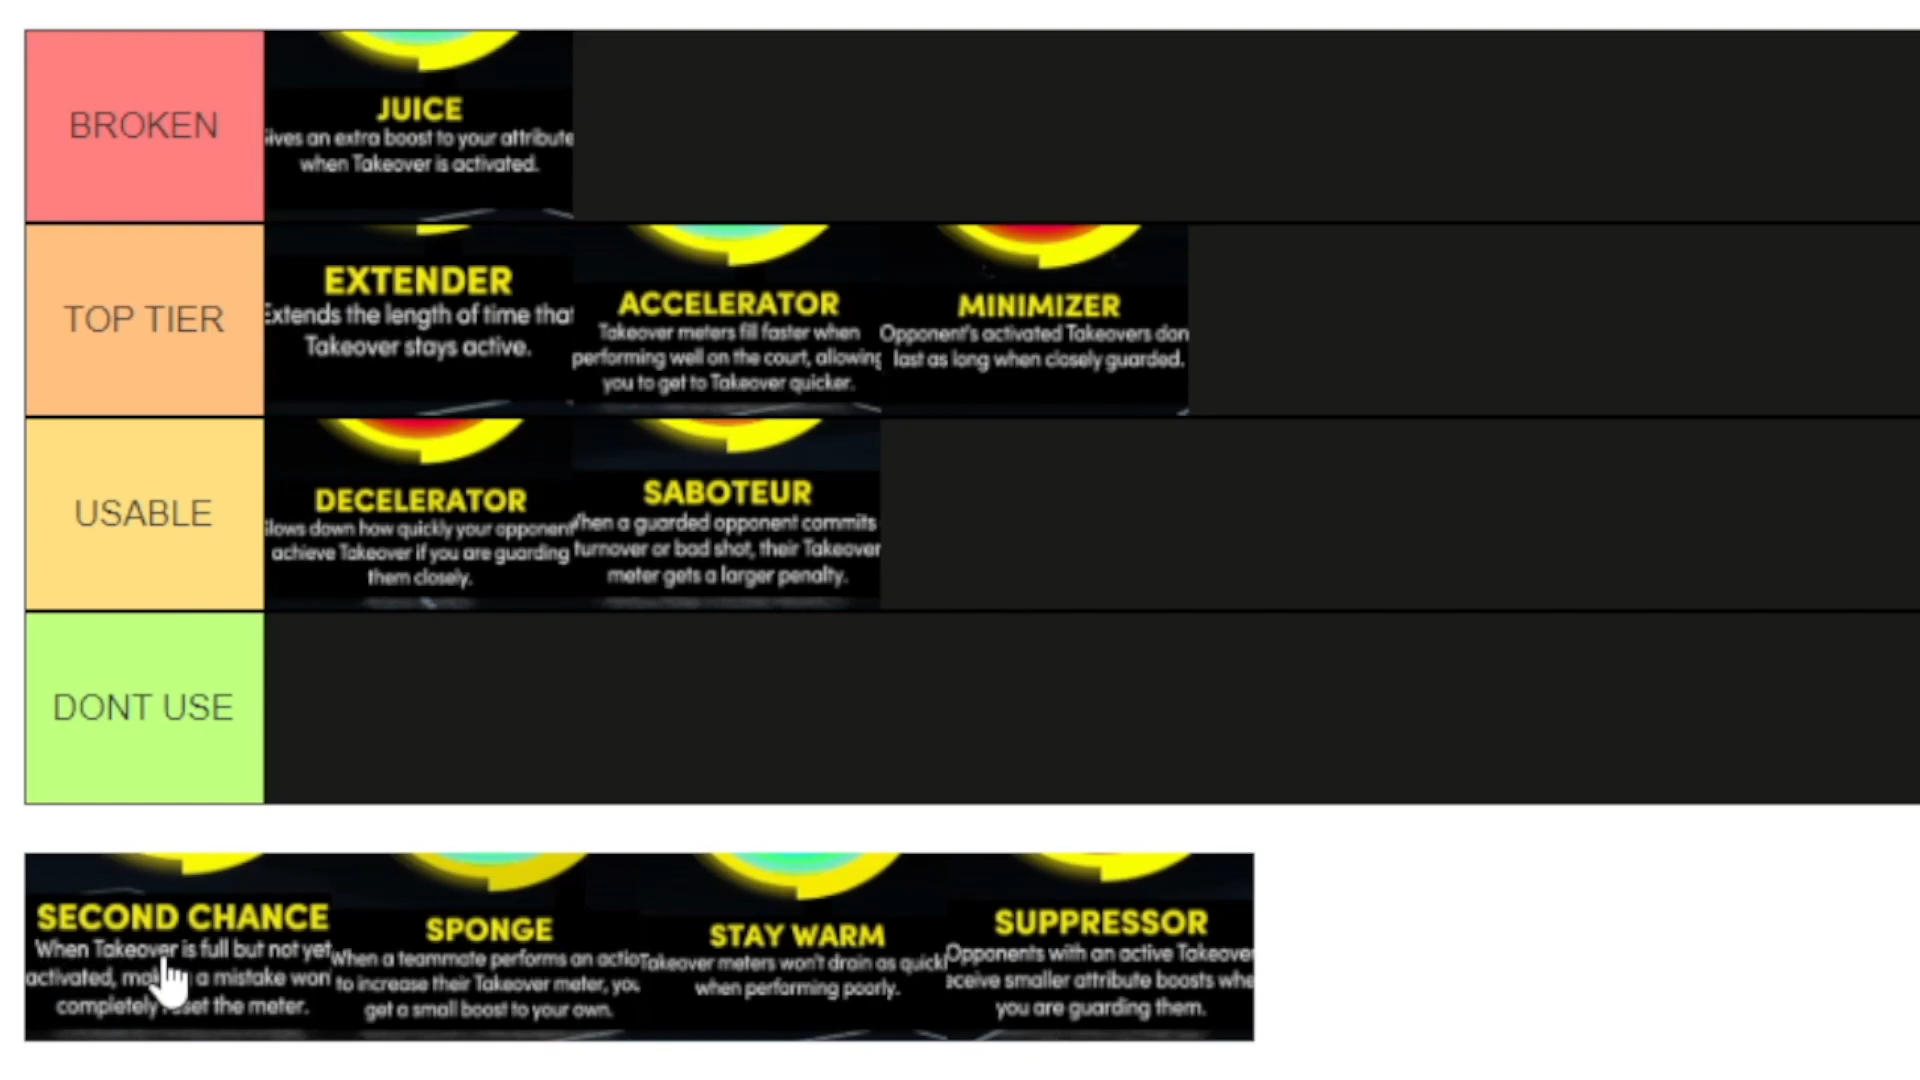 BROKEN
JUICE
ives an extra boost to your attribute
when Takeover is activated.
TOP TIER
EXTENDER
Extends the length of time that
Takeover stays active.
ACCELERATOR
Takeover meters fill faster when
performing well on the court, allowing
you to get to Takeover quicker.
MINIMIZER
Opponent's activated Takeovers don
last as long when closely guarded.
USABLE
DECELERATOR
lows down how quickly your opponent
achieve Takeover if you are guarding
them closely.
SABOTEUR
hen a guarded opponent commits
turnover or bad shot, their Takeover
meter gets a larger penalty.
DONT USE
SECOND CHANCE
When Takeover is full but not yet
activated, a mistake won
completely the meter.
SPONGE
When a teammate performs an actio
to increase their Takeover meter, you
get a small boost to your own.
STAY WARM
Takeover meters won't drain as quickl
when performing poorly.
SUPPRESSOR
Opponents with an active Takeover
eceive smaller attribute boosts whe
you are guarding them.